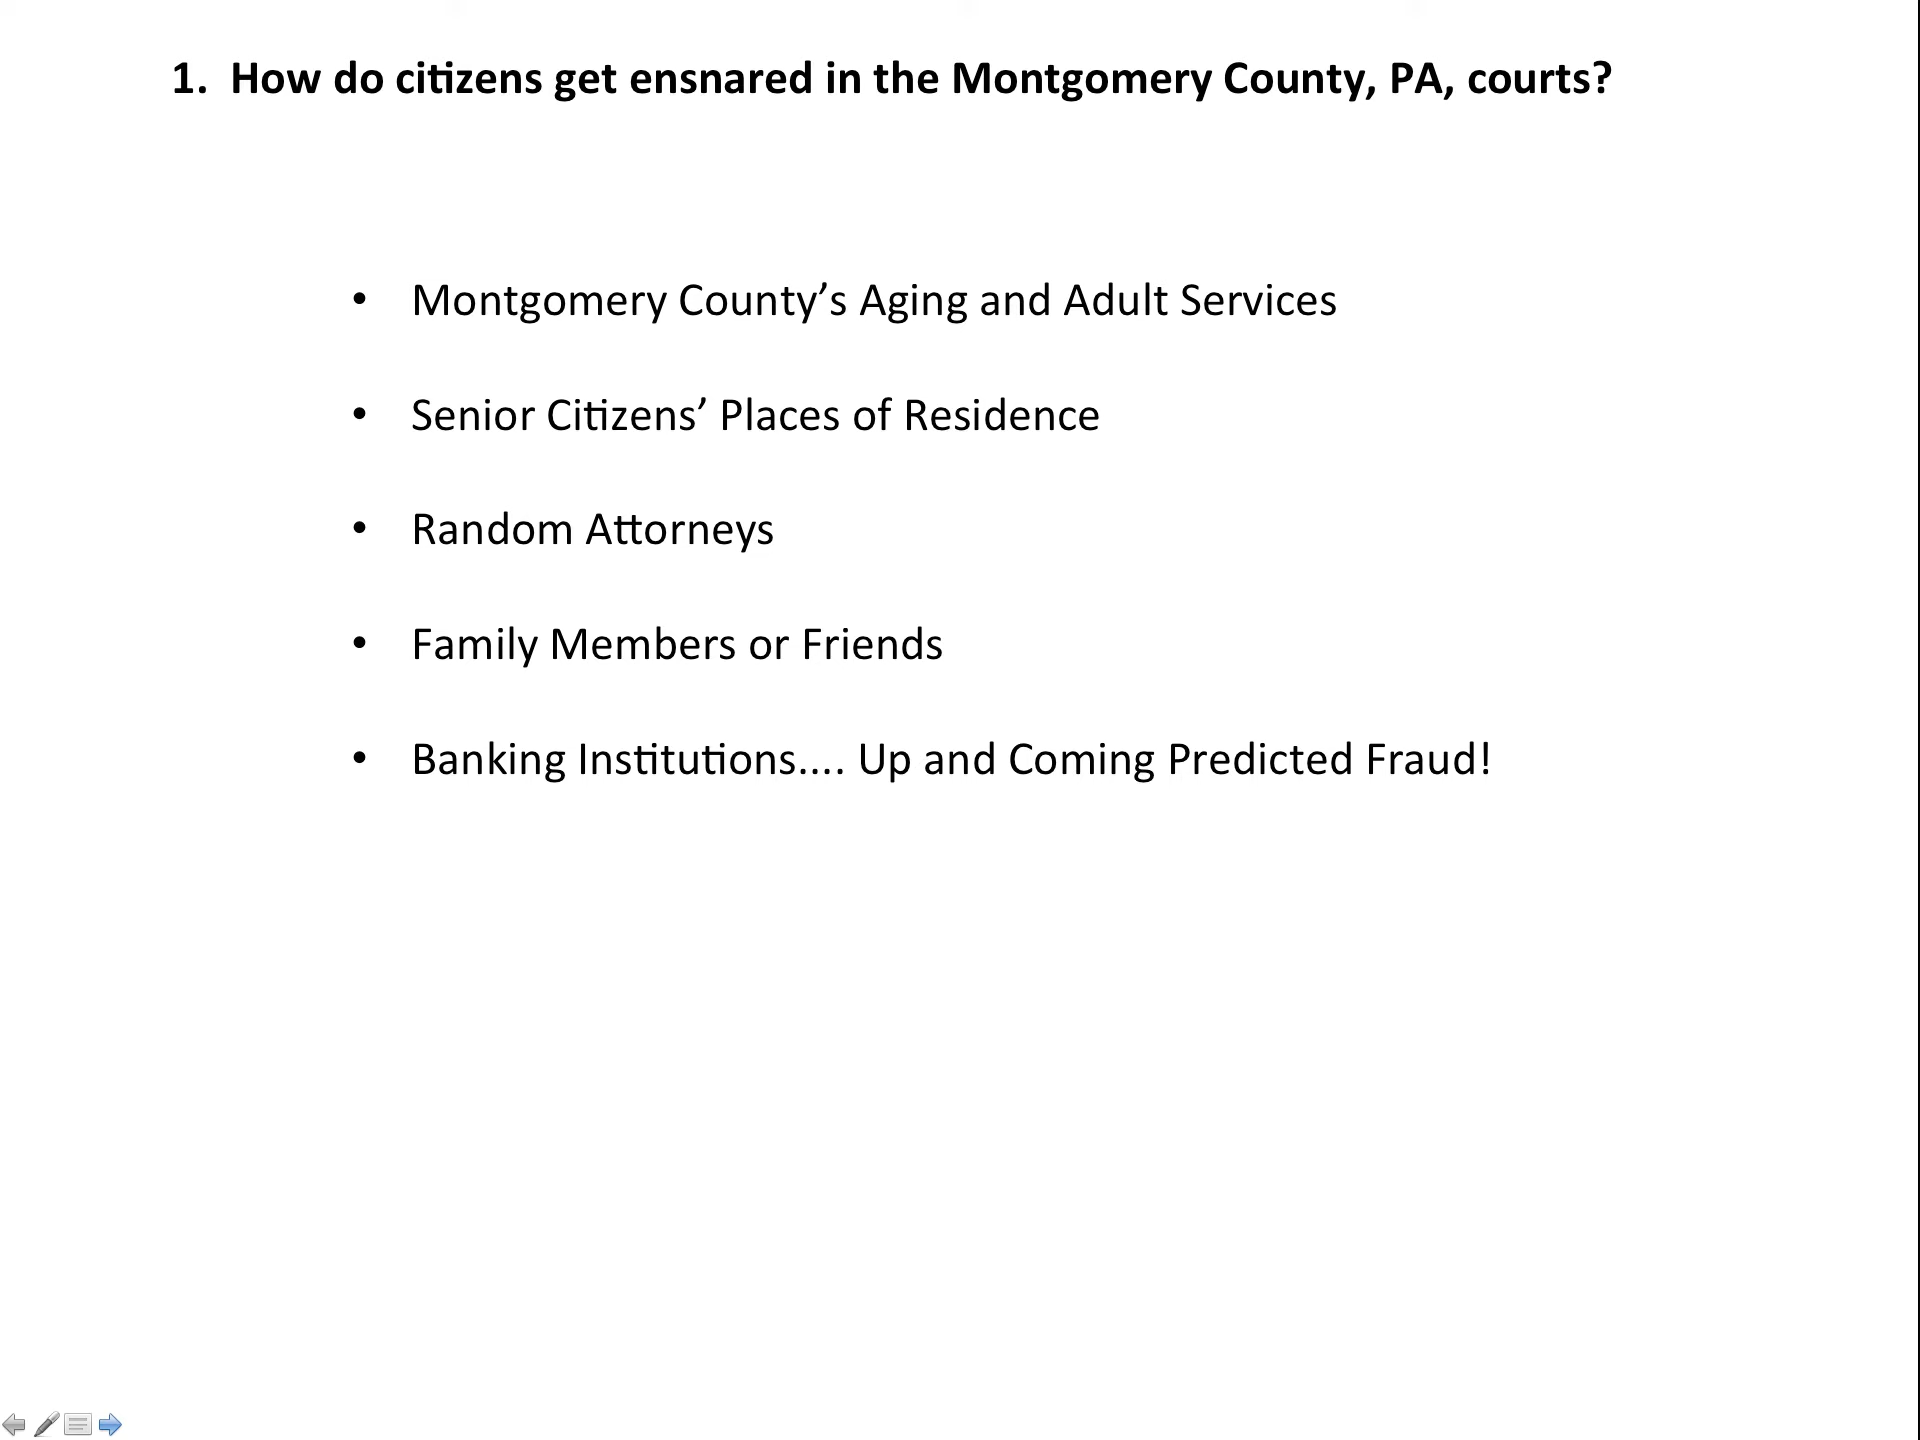 1. How do citizens get ensnared in the Montgomery County, PA, courts?
• Montgomery County’s Aging and Adult Services
• Senior Citizens’ Places of Residence
• Random Attorneys
• Family Members or Friends
• Banking Institutions.... Up and Coming Predicted Fraud!